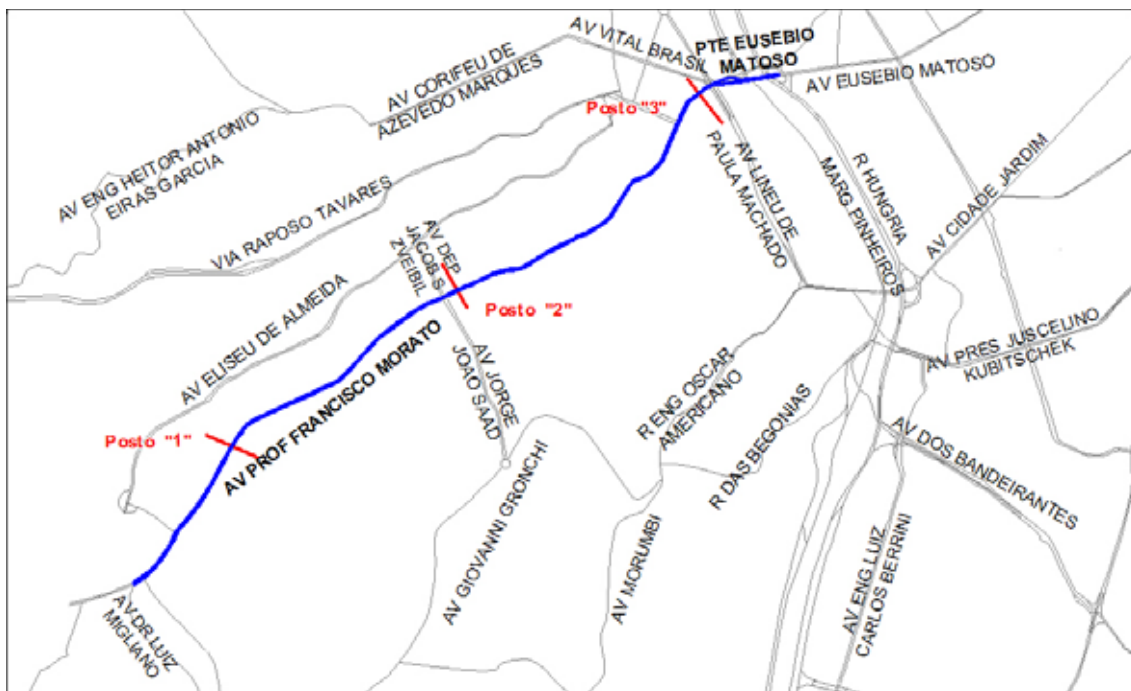 AV VITAL BRASIL
PTE EUSEBIO
MATOSO
AV EUSEBIO MATOSO
AV CORIFEU DE
AZEVEDO MARQUES
Posto "3"
AV ENG HEITOR ANTONIO
EIRAS GARCIA
VIA RAPOSO TAVARES
AV LINEU DE
PAULA MACHADO
R HUNGRIA
MARG PINHEIROS
AV CIDADE JARDIM
AV DEP
JACOB S
ZVEIBIL
Posto "2"
AV ELISEU DE ALMEIDA
AV PROF FRANCISCO MORATO
AV JORGE
JOAO SAAD
AV PRES JUSCELINO
KUBITSCHEK
R ENG OSCAR
AMERICANO
R DAS BEGONIAS
Posto "1"
AV DOS BANDEIRANTES
AV GIOVANNI GRONCHI
AV MORUMBI
AV ENG LUIZ
CARLOS BERRINI
AV DR LUIZ
MIGLIANO